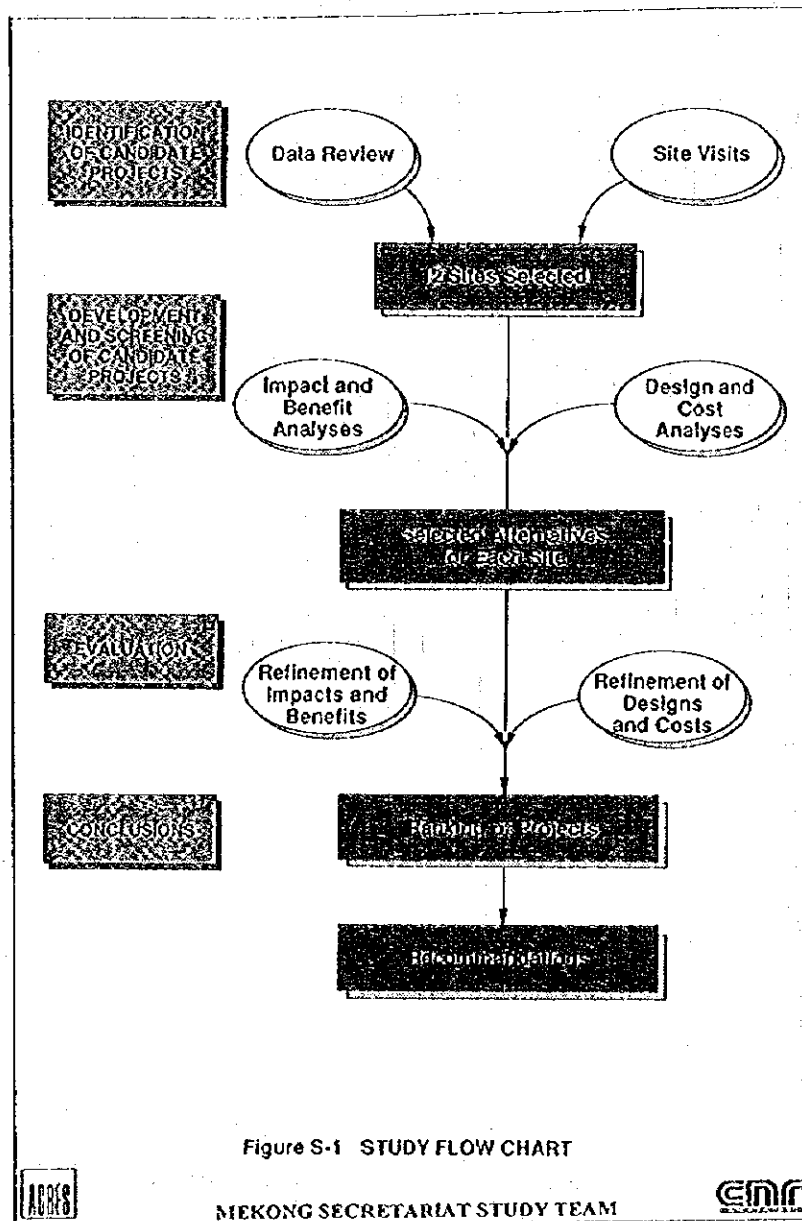 IDENTIFICATION
OF CANDIDATE
PROJECTS
Data Review
Site Visits
Sites Selected
DEVELOPMENT
AND SCREENING
OF CANDIDATE
PROJECTS
Impact and
Benefit
Analyses
Design and
Cost
Analyses
Selected Alternatives
for Each Site
EVALUATION
Refinement of
Impacts and
Benefits
Refinement of
Designs
and Costs
CONCLUSIONS
Ranking of Projects
Recommendations
Figure S-1 STUDY FLOW CHART
ACRES
MEKONG SECRETARIAT STUDY TEAM